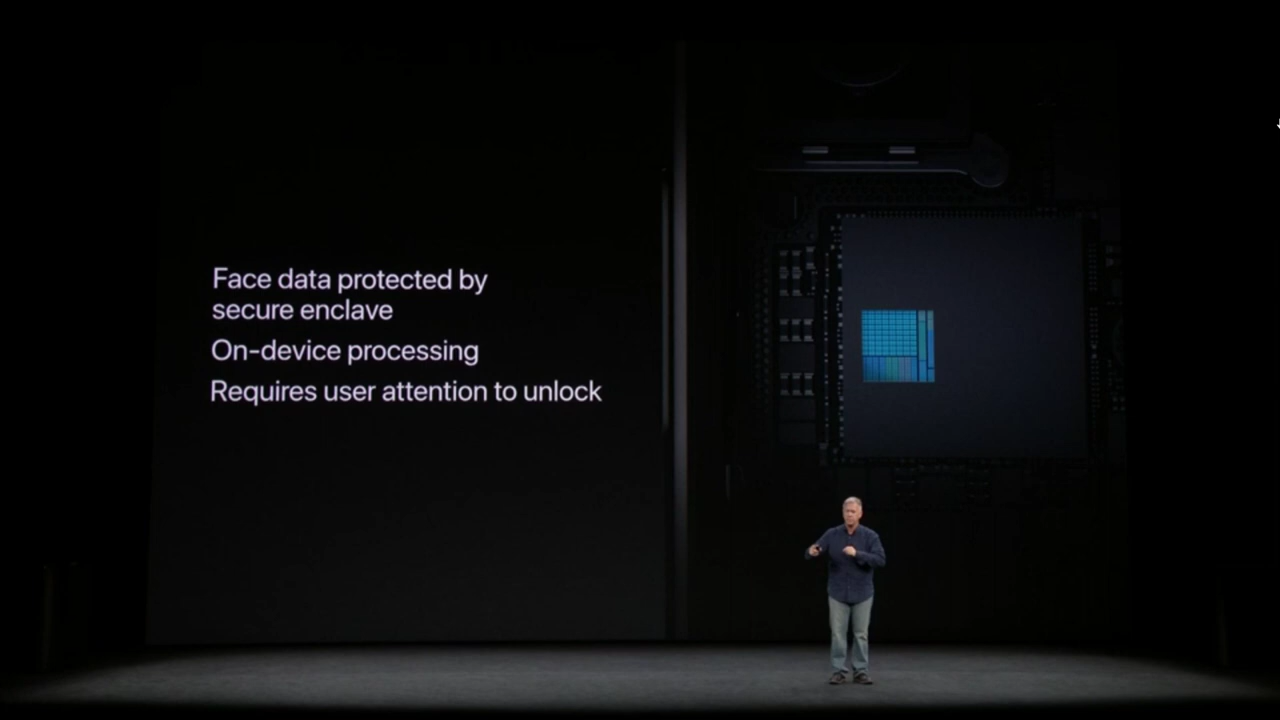 Face data protected by
secure enclave
On-device processing
Requires user attention to unlock